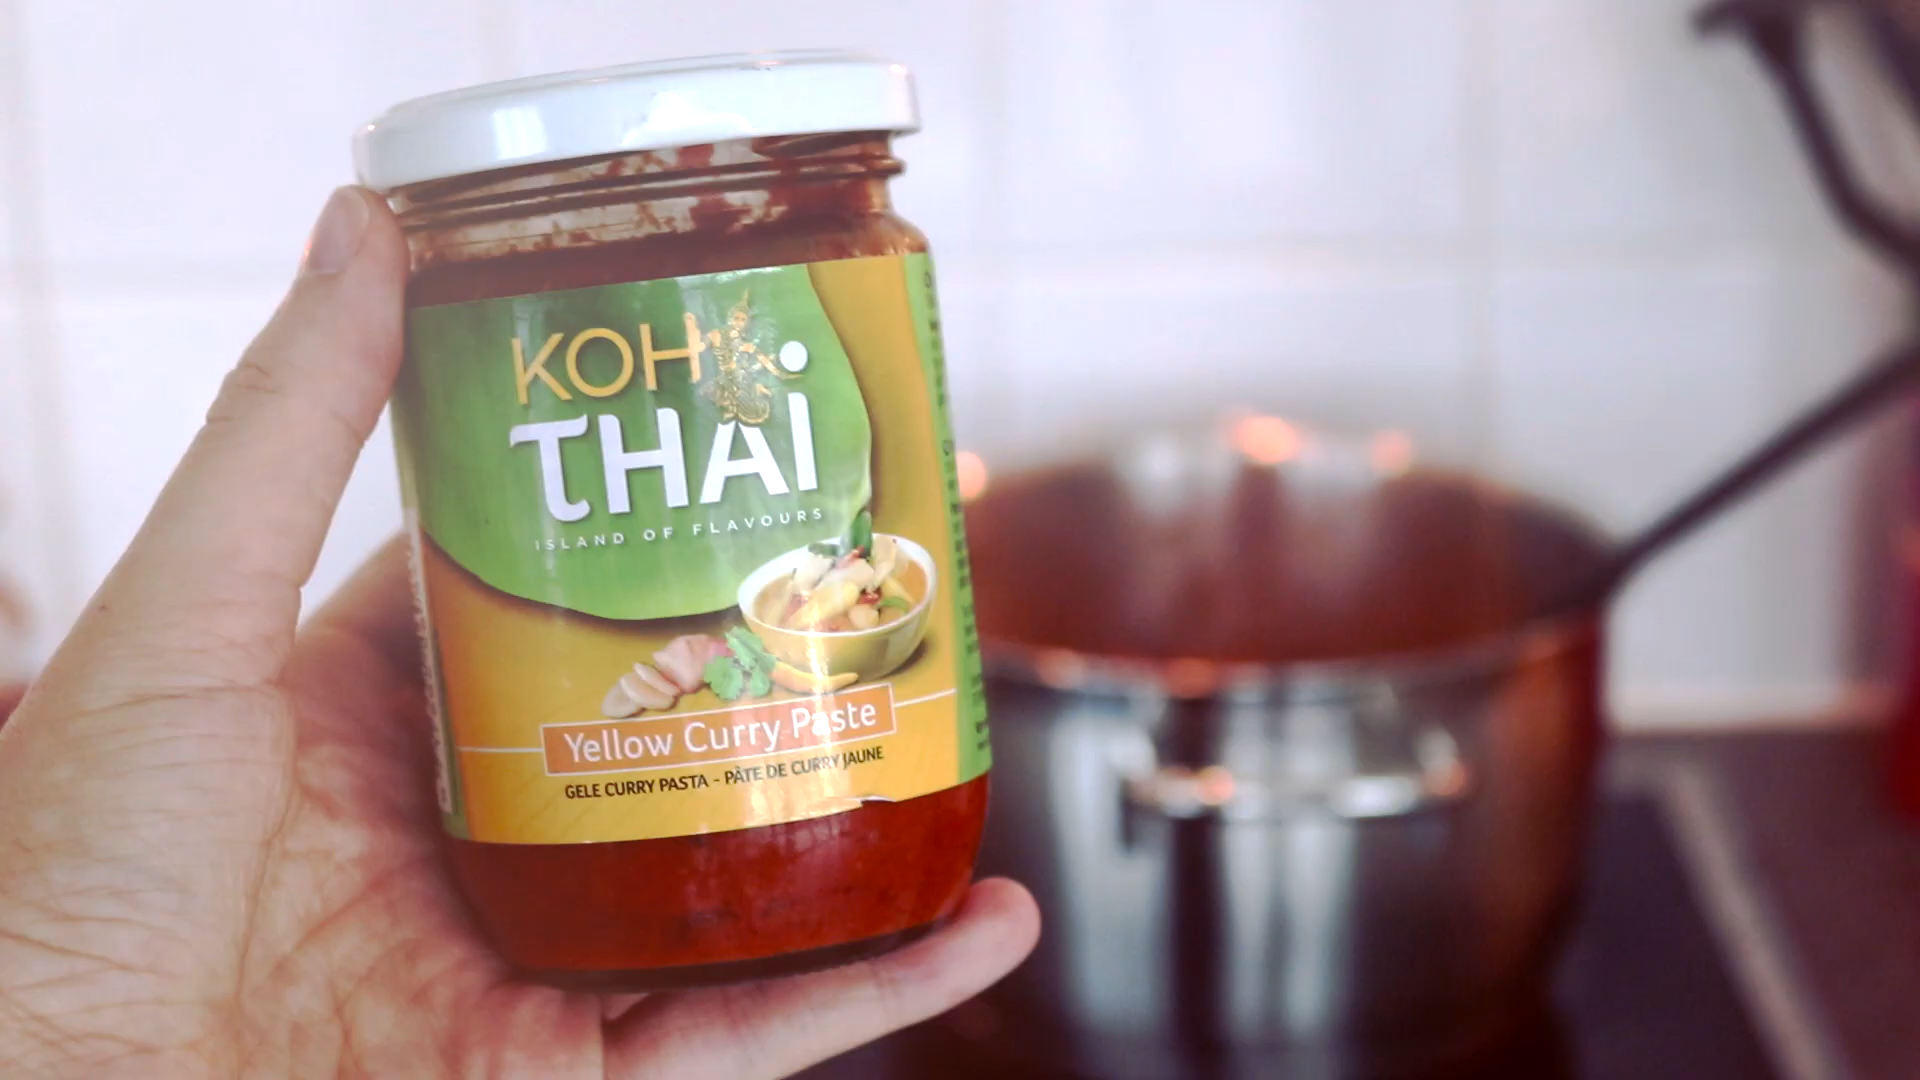 KOH
THAI
ISLAND OF FLAVOURS
Yellow Curry Paste
GELE CURRY PASTA - PÂTE DE CURRY JAUNE